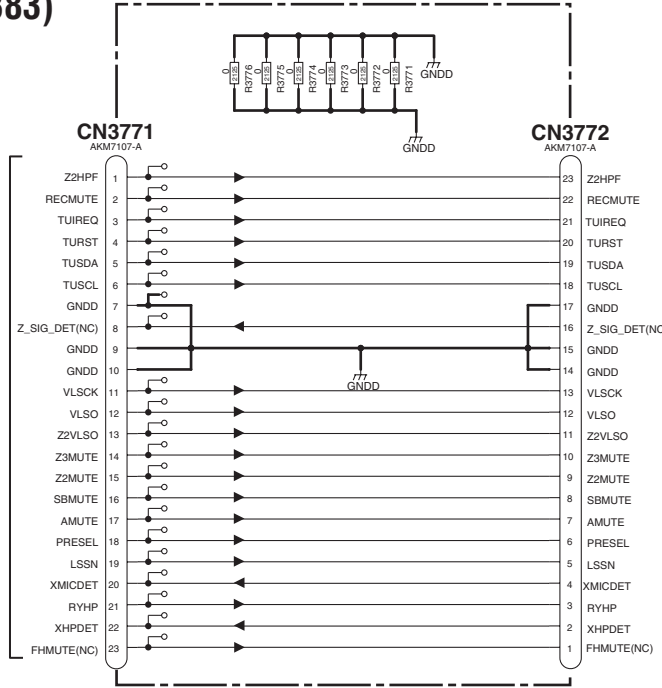 383)
0 2125 R3776
0 2125 R3775
0 2125 R3774
0 2125 R3773
0 2125 R3772
0 2125 R3771
GNDD
GNDD
CN3771
AKM7107-A
CN3772
AKM7107-A
Z2HPF 1 23 Z2HPF
RECMUTE 2 22 RECMUTE
TUIREQ 3 21 TUIREQ
TURST 4 20 TURST
TUSDA 5 19 TUSDA
TUSCL 6 18 TUSCL
GNDD 7 17 GNDD
Z_SIG_DET(NC) 8 16 Z_SIG_DET(NC
GNDD 9 15 GNDD
GNDD 10 14 GNDD
GNDD
VLSCK 11 13 VLSCK
VLSO 12 12 VLSO
Z2VLSO 13 11 Z2VLSO
Z3MUTE 14 10 Z3MUTE
Z2MUTE 15 9 Z2MUTE
SBMUTE 16 8 SBMUTE
AMUTE 17 7 AMUTE
PRESEL 18 6 PRESEL
LSSN 19 5 LSSN
XMICDET 20 4 XMICDET
RYHP 21 3 RYHP
XHPDET 22 2 XHPDET
FHMUTE(NC) 23 1 FHMUTE(NC)